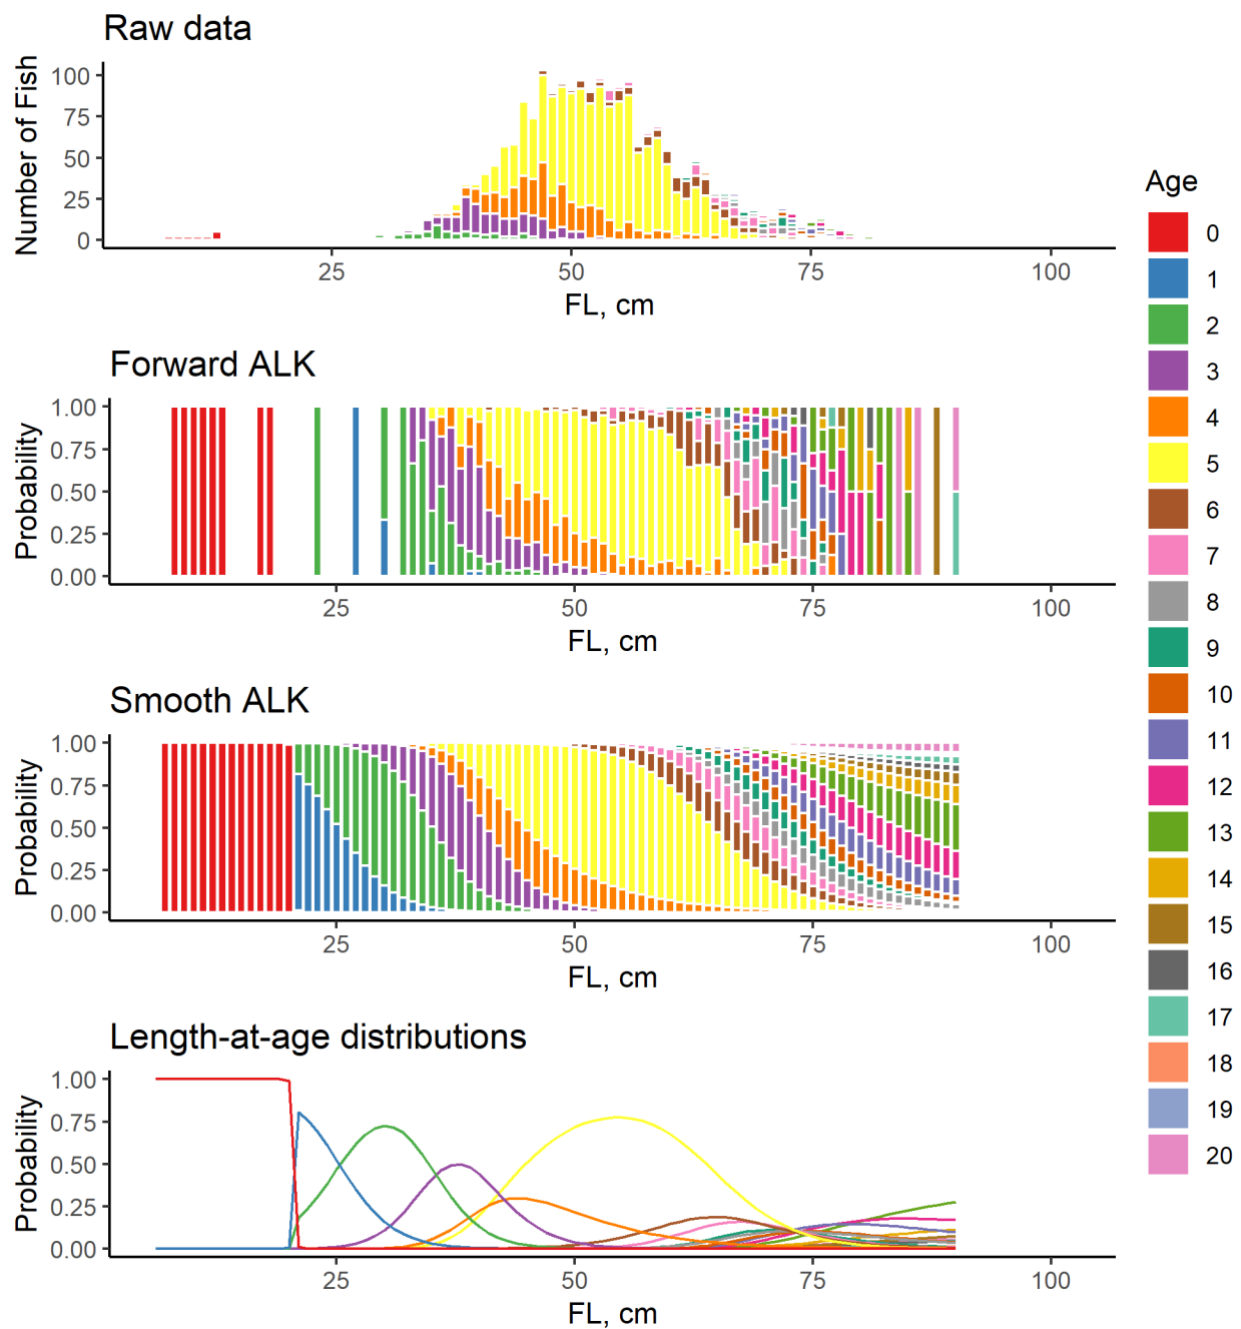 Raw data
Number of Fish
100
75
50
25
0
25 50 75 100
FL, cm
Forward ALK
Probability
1.00
0.75
0.50
0.25
0.00
25 50 75 100
FL, cm
Smooth ALK
Probability
1.00
0.75
0.50
0.25
0.00
25 50 75 100
FL, cm
Length-at-age distributions
Probability
1.00
0.75
0.50
0.25
0.00
25 50 75 100
FL, cm
Age
0
1
2
3
4
5
6
7
8
9
10
11
12
13
14
15
16
17
18
19
20